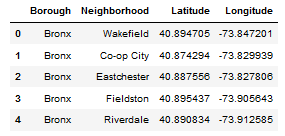 Borough Neighborhood Latitude Longitude
0 Bronx Wakefield 40.894705 -73.847201
1 Bronx Co-op City 40.874294 -73.829939
2 Bronx Eastchester 40.887556 -73.827806
3 Bronx Fieldston 40.895437 -73.905643
4 Bronx Riverdale 40.890834 -73.912585